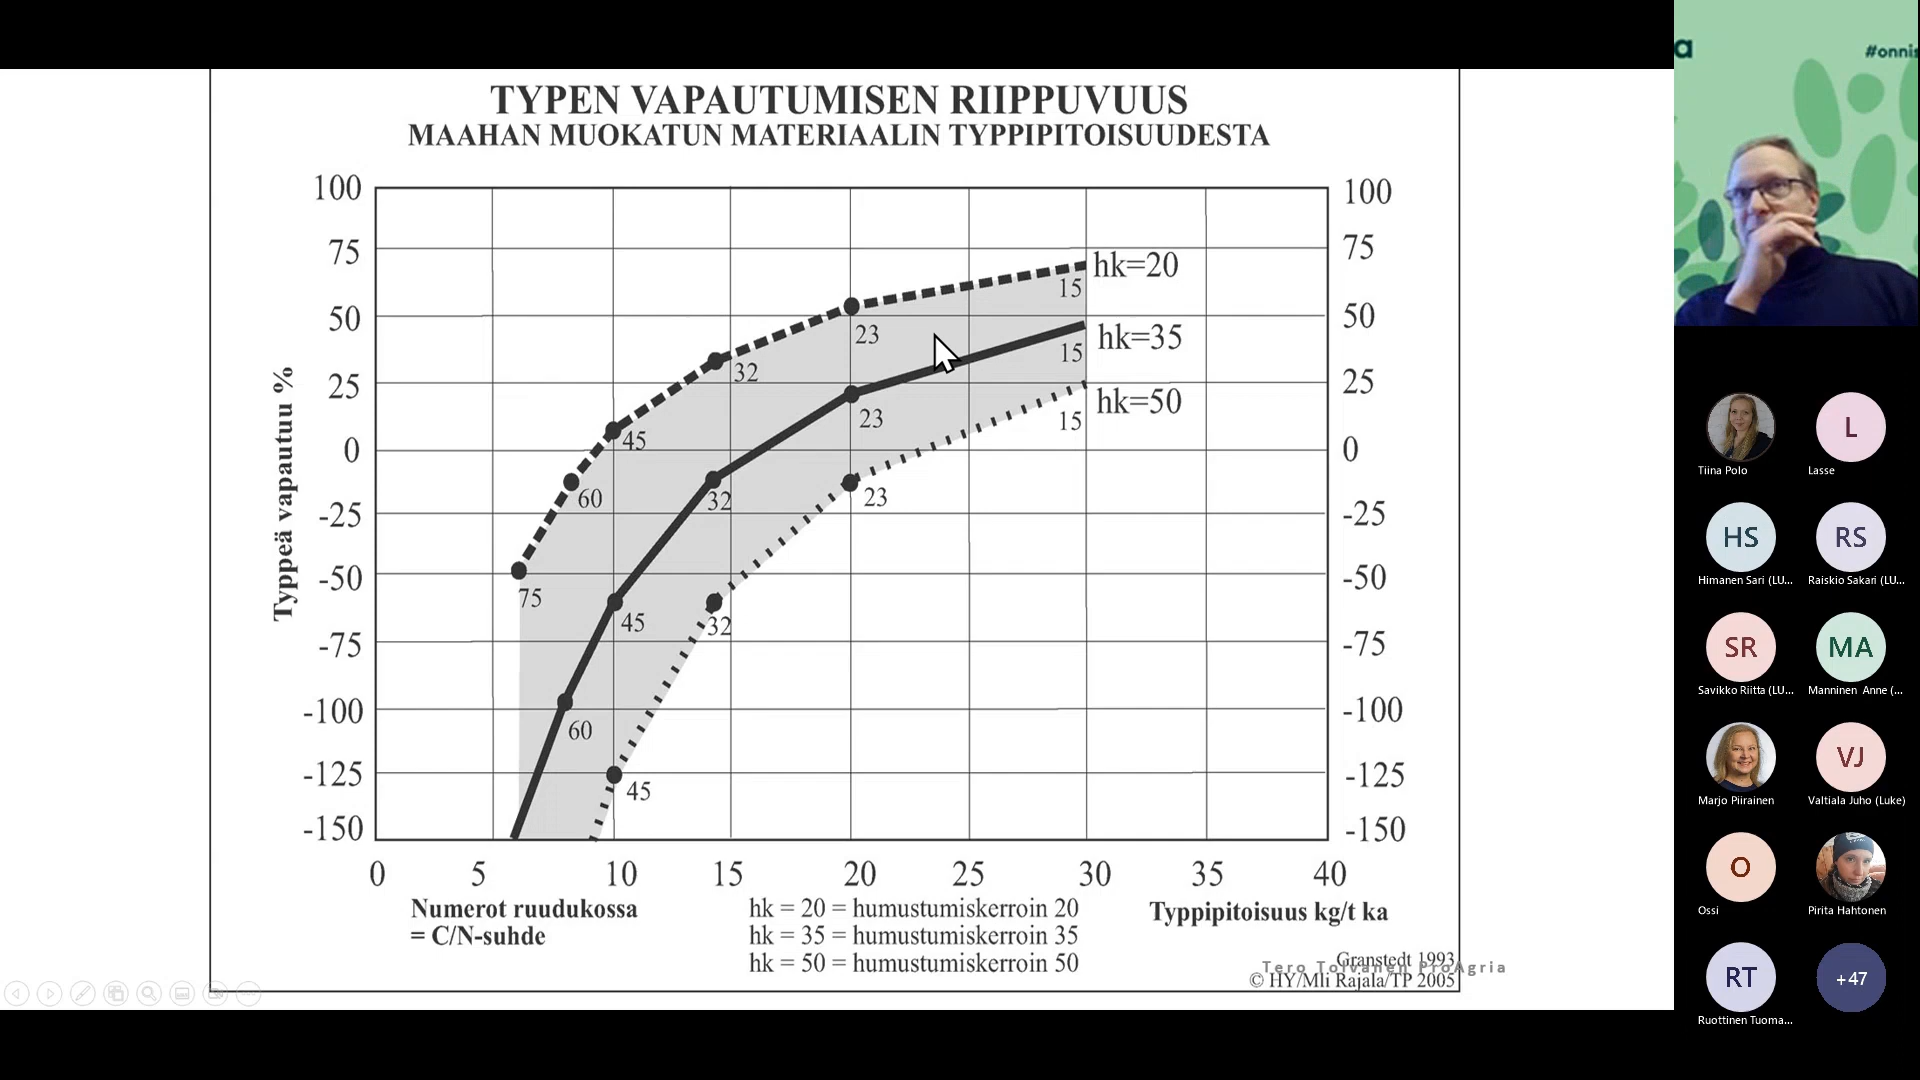 TYPEN VAPAUTUMISEN RIIPPUVUUS
MAAHAN MUOKATUN MATERIAALIN TYPPIPITOISUUDESTA
Typpeä vapautuu %
100
75
50
25
0
-25
-50
-75
-100
-125
-150
100
75
50
25
0
-25
-50
-75
-100
-125
-150
hk=20
15
23
32
45
60
75
hk=35
15
23
32
45
60
hk=50
15
23
32
45
0 5 10 15 20 25 30 35 40
Numerot ruudukossa
= C/N-suhde
hk = 20 = humustumiskerroin 20
hk = 35 = humustumiskerroin 35
hk = 50 = humustumiskerroin 50
Typpipitoisuus kg/t ka
Granstedt 1993
Tero Toivanen ProAgria
© HY/Mli Rajala/TP 2005
a #onnis
Tiina Polo
L
Lasse
HS
Himanen Sari (LU...
RS
Raiskio Sakari (LU...
SR
Savikko Riitta (LU...
MA
Manninen Anne (...
Marjo Piirainen
VJ
Valtiala Juho (Luke)
O
Ossi
Pirita Hahtonen
RT
Ruottinen Tuoma...
+47